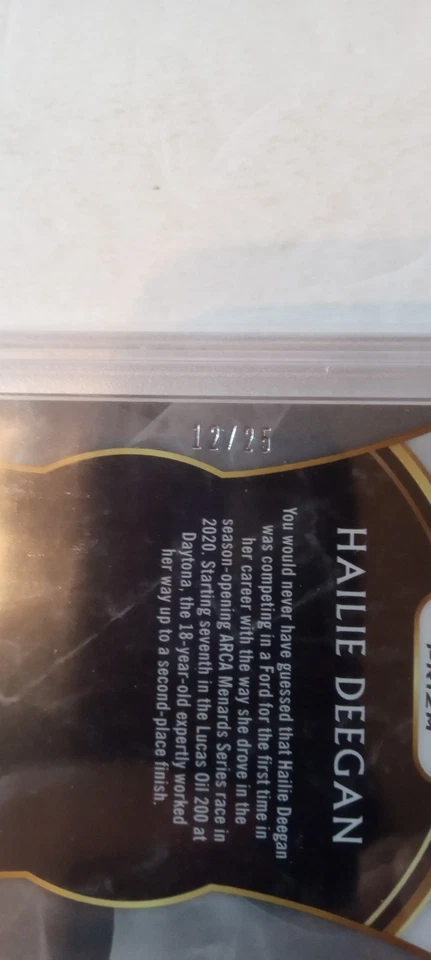 PRIZM
HAILIE DEEGAN
You would never have guessed that Hailie Deegan
was competing in a Ford for the first time in
her career with the way she drove in the
season-opening ARCA Menards Series race in
2020. Starting seventh in the Lucas Oil 200 at
Daytona, the 18-year-old expertly worked
her way up to a second-place finish.
12/25